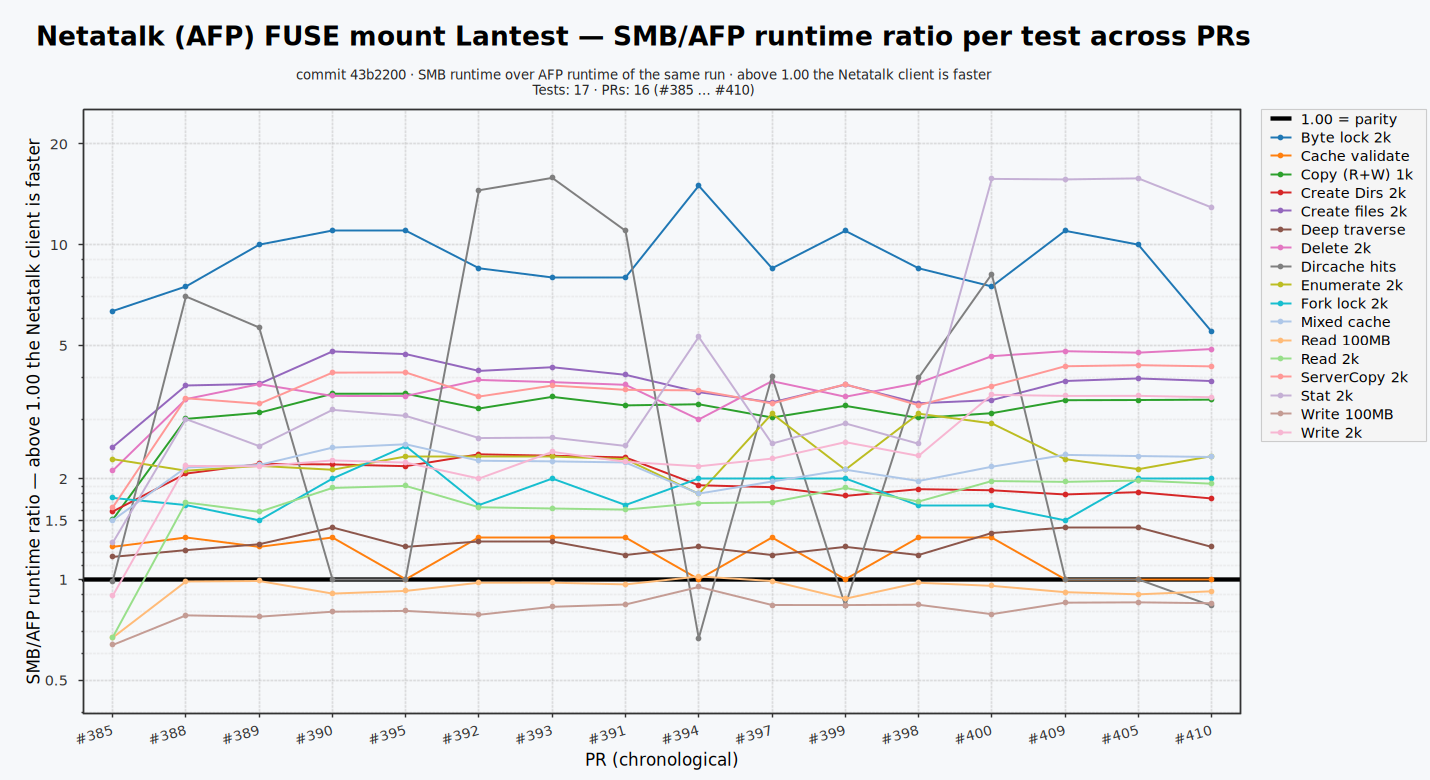 Netatalk (AFP) FUSE mount Lantest — SMB/AFP runtime ratio per test across PRs
commit 43b2200 · SMB runtime over AFP runtime of the same run · above 1.00 the Netatalk client is faster
Tests: 17 · PRs: 16 (#385 … #410)
SMB/AFP runtime ratio — above 1.00 the Netatalk client is faster
20
10
5
2
1.5
1
0.5
#385
#388
#389
#390
#395
#392
#393
#391
#394
#397
#399
#398
#400
#409
#405
#410
PR (chronological)
1.00 = parity
Byte lock 2k
Cache validate
Copy (R+W) 1k
Create Dirs 2k
Create files 2k
Deep traverse
Delete 2k
Dircache hits
Enumerate 2k
Fork lock 2k
Mixed cache
Read 100MB
Read 2k
ServerCopy 2k
Stat 2k
Write 100MB
Write 2k